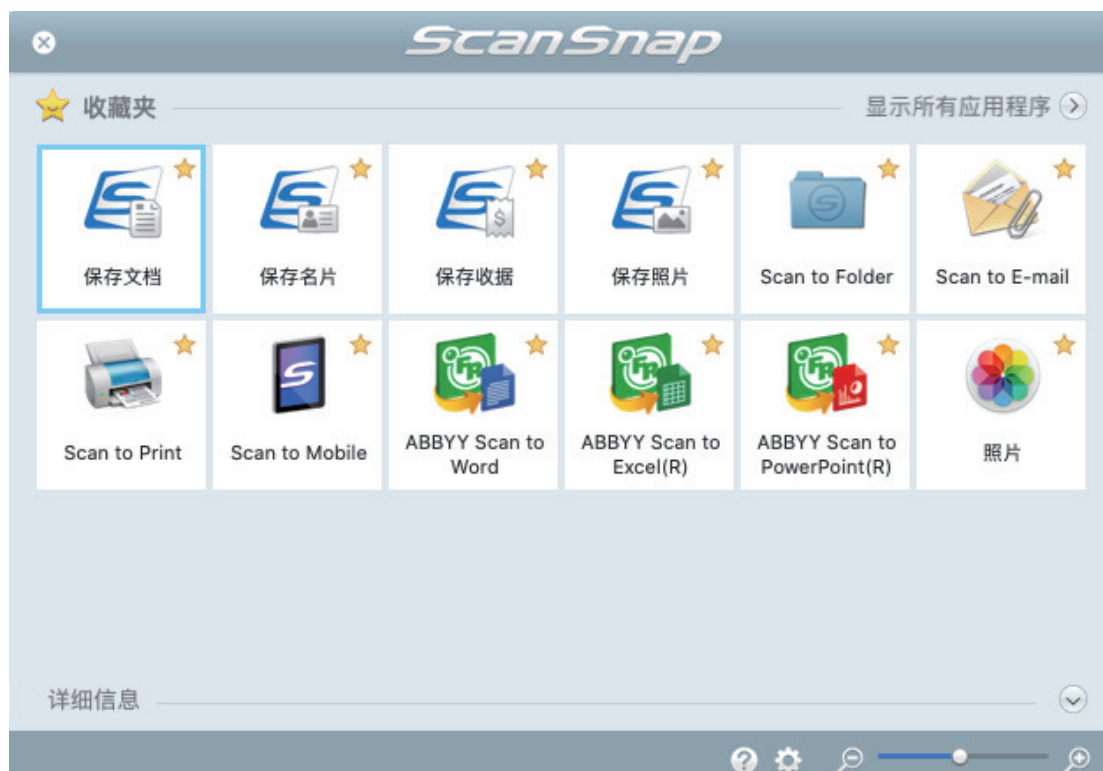 ScanSnap
收藏夹
显示所有应用程序
保存文档
保存名片
保存收据
保存照片
Scan to Folder
Scan to E-mail
Scan to Print
Scan to Mobile
ABBYY Scan to
Word
ABBYY Scan to
Excel(R)
ABBYY Scan to
PowerPoint(R)
照片
详细信息